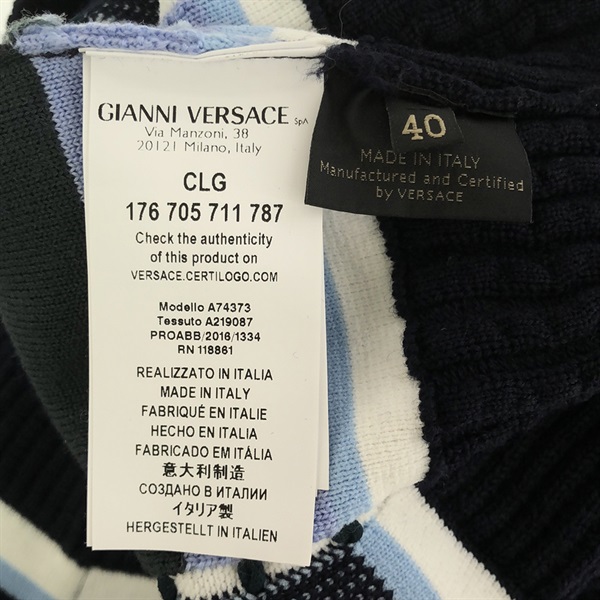 GIANNI VERSACE SpA
Via Manzoni, 38
20121 Milano, Italy
CLG
176 705 711 787
Check the authenticity
of this product on
VERSACE.CERTILOGO.COM
Modello A74373
Tessuto A219087
PROABB/2016/1334
RN 118861
REALIZZATO IN ITALIA
MADE IN ITALY
FABRIQUÉ EN ITALIE
HECHO EN ITALIA
FABRICADO EM ITÀLIA
意大利制造
СОЗДАНО В ИТАЛИИ
イタリア製
HERGESTELLT IN ITALIEN
40
MADE IN ITALY
Manufactured and Certified
by VERSACE